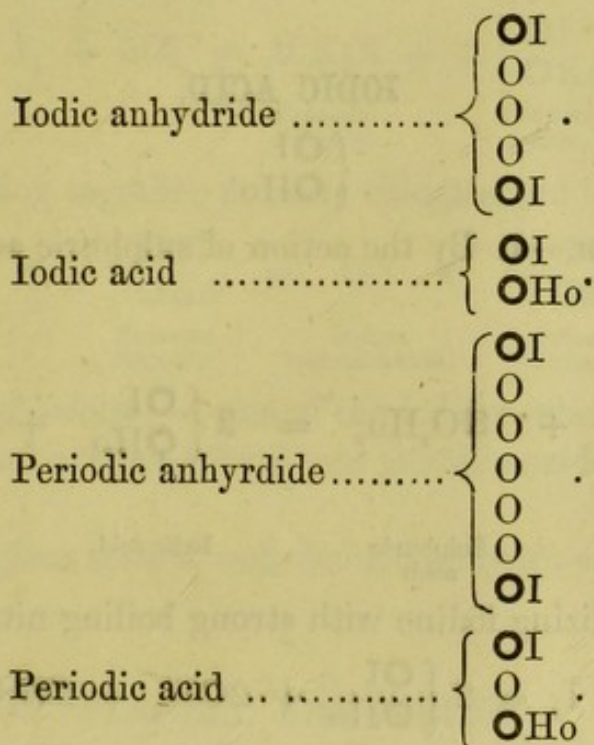 OI
O
Iodic anhydride ............ O .
O
OI
OI
Iodic acid .................. OHo.
OI
O
O
Periodic anhyrdide......... O .
O
O
OI
OI
Periodic acid .. ............ O .
OHo